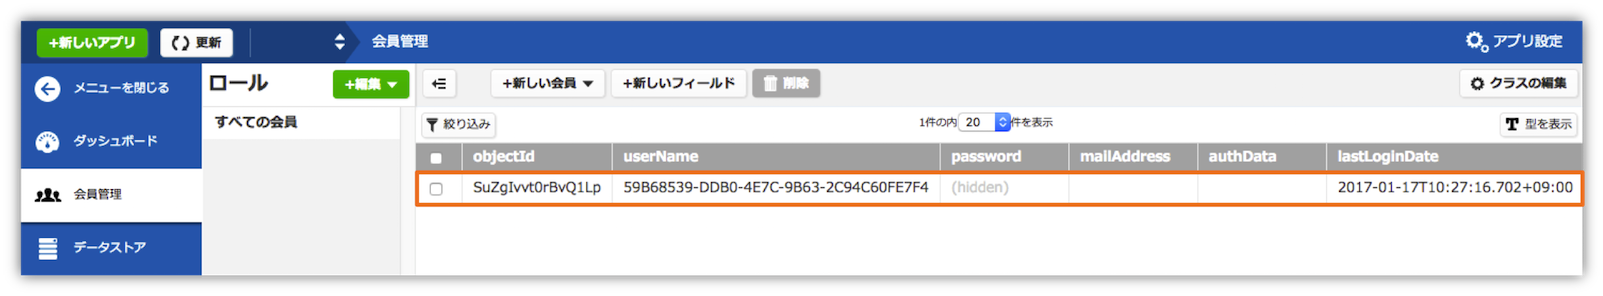 +新しいアプリ 更新 会員管理 アプリ設定
メニューを閉じる
ダッシュボード
会員管理
データストア
ロール +編集
すべての会員
+新しい会員 +新しいフィールド 削除 クラスの編集
絞り込み 1件の内 20 件を表示 型を表示
objectId userName password mailAddress authData lastLoginDate
SuZgIvvt0rBvQ1Lp 59B68539-DDB0-4E7C-9B63-2C94C60FE7F4 (hidden) 2017-01-17T10:27:16.702+09:00